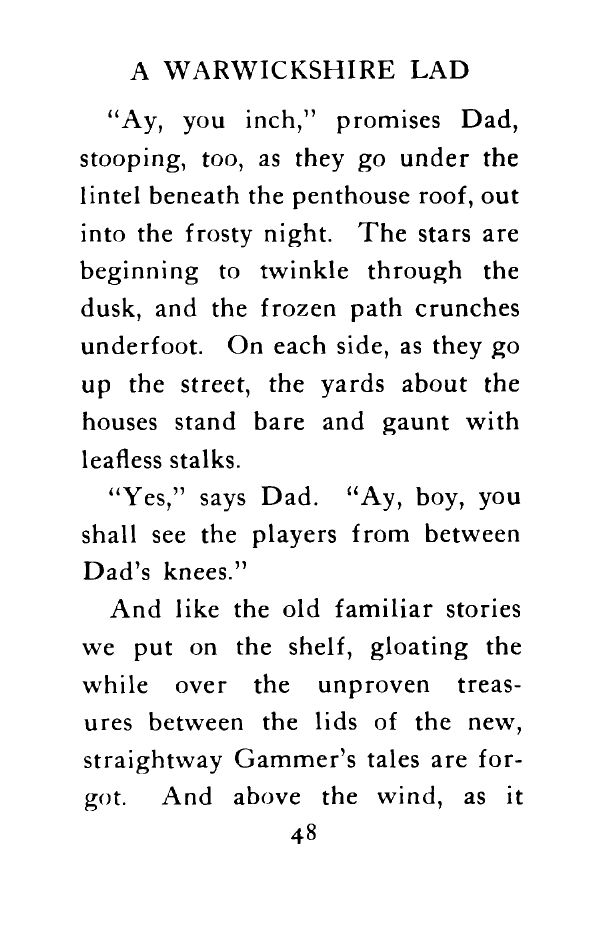 A WARWICKSHIRE LAD
“Ay, you inch,” promises Dad,
stooping, too, as they go under the
lintel beneath the penthouse roof, out
into the frosty night. The stars are
beginning to twinkle through the
dusk, and the frozen path crunches
underfoot. On each side, as they go
up the street, the yards about the
houses stand bare and gaunt with
leafless stalks.
“Yes,” says Dad. “Ay, boy, you
shall see the players from between
Dad’s knees.”
And like the old familiar stories
we put on the shelf, gloating the
while over the unproven treas-
ures between the lids of the new,
straightway Gammer’s tales are for-
got. And above the wind, as it
48